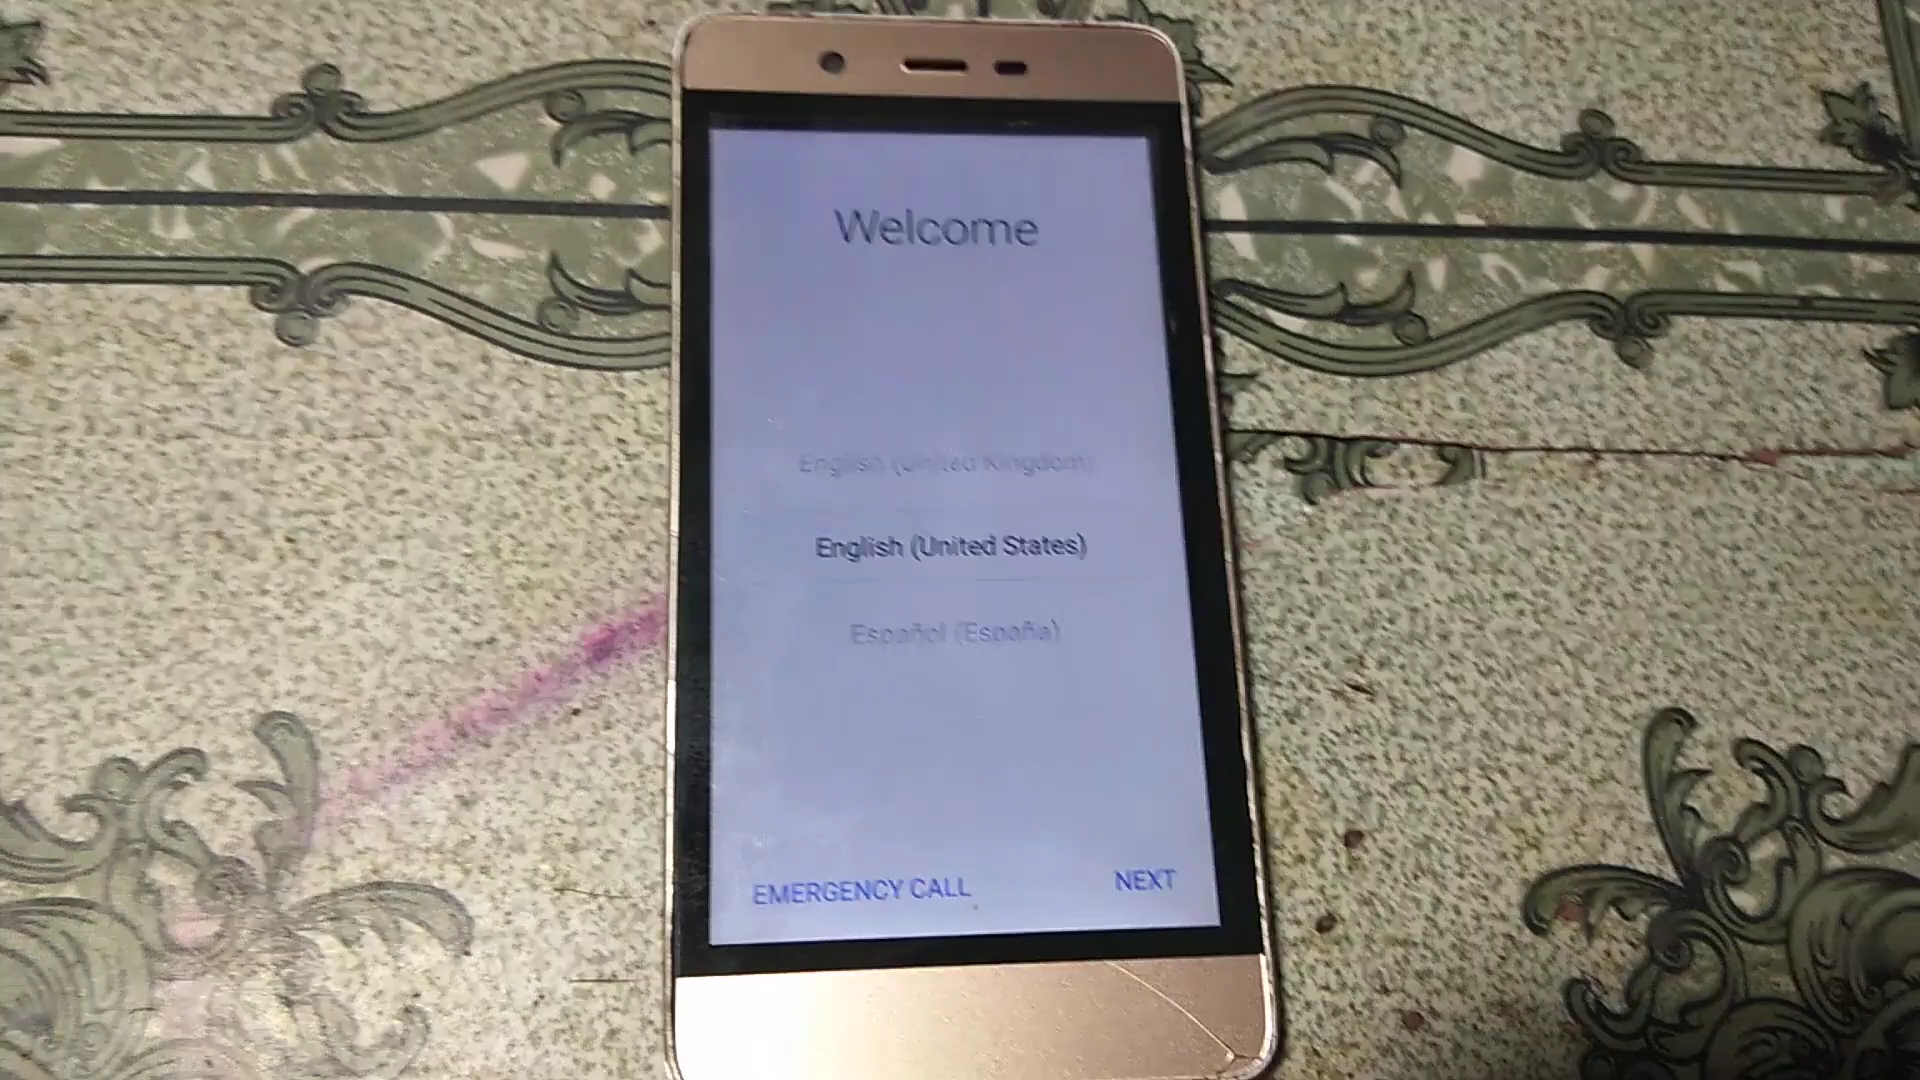 Welcome
English (United Kingdom)
English (United States)
Español (España)
EMERGENCY CALL
NEXT